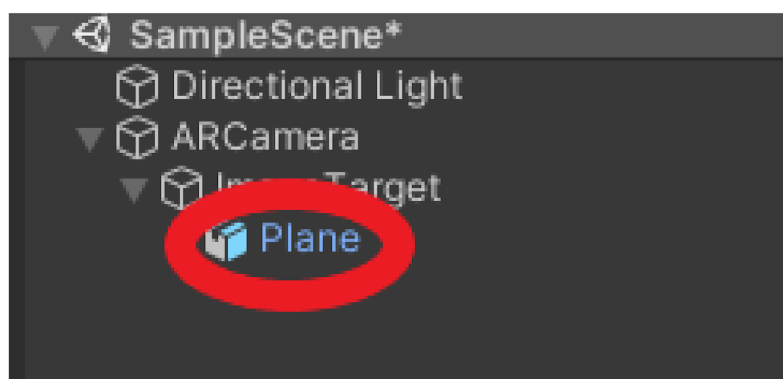 SampleScene*
Directional Light
ARCamera
Target
Plane